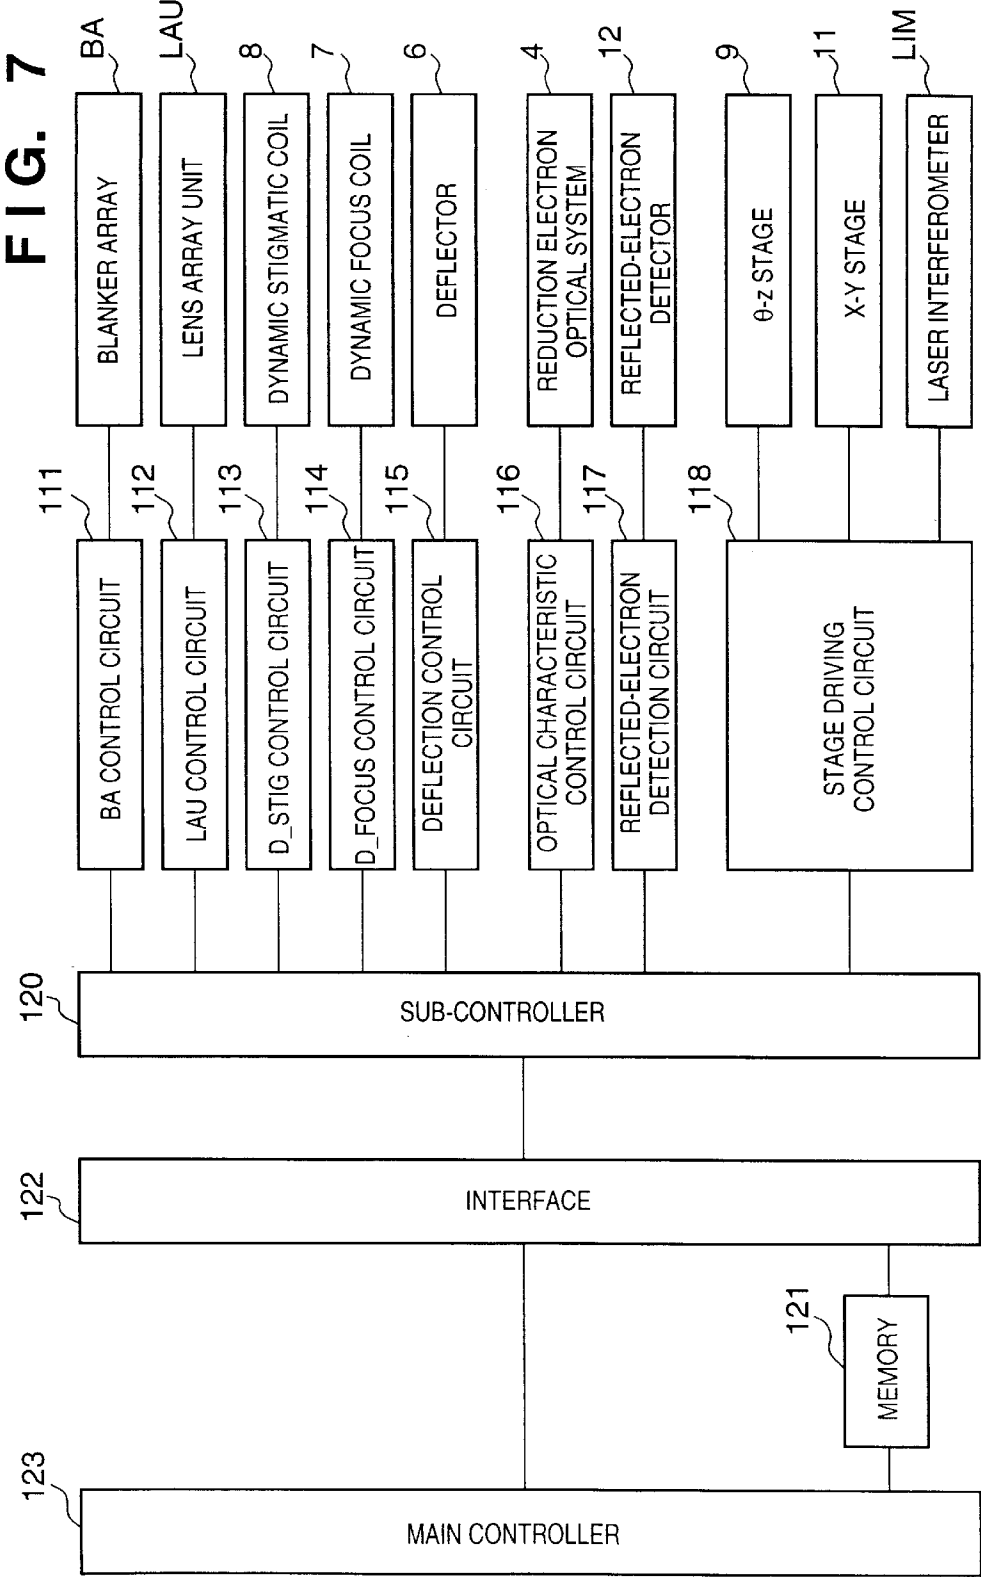 FIG. 7
123
MAIN CONTROLLER
121
MEMORY
122
INTERFACE
120
SUB-CONTROLLER
111
BA CONTROL CIRCUIT
BA
BLANKER ARRAY
112
LAU CONTROL CIRCUIT
LAU
LENS ARRAY UNIT
113
D_STIG CONTROL CIRCUIT
8
DYNAMIC STIGMATIC COIL
114
D_FOCUS CONTROL CIRCUIT
7
DYNAMIC FOCUS COIL
115
DEFLECTION CONTROL
CIRCUIT
6
DEFLECTOR
116
OPTICAL CHARACTERISTIC
CONTROL CIRCUIT
4
REDUCTION ELECTRON
OPTICAL SYSTEM
117
REFLECTED-ELECTRON
DETECTION CIRCUIT
12
REFLECTED-ELECTRON
DETECTOR
118
STAGE DRIVING
CONTROL CIRCUIT
9
θ-z STAGE
11
X-Y STAGE
LIM
LASER INTERFEROMETER